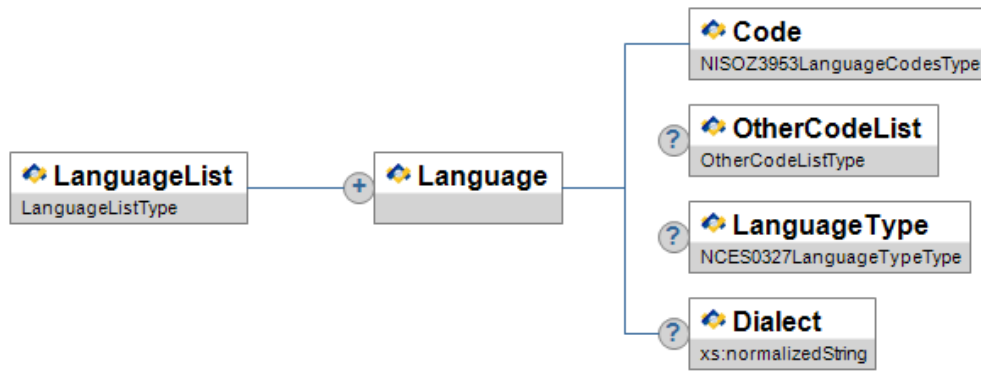 LanguageList
LanguageListType
+
Language
Code
NISOZ3953LanguageCodesType
?
OtherCodeList
OtherCodeListType
?
LanguageType
NCES0327LanguageTypeType
?
Dialect
xs:normalizedString